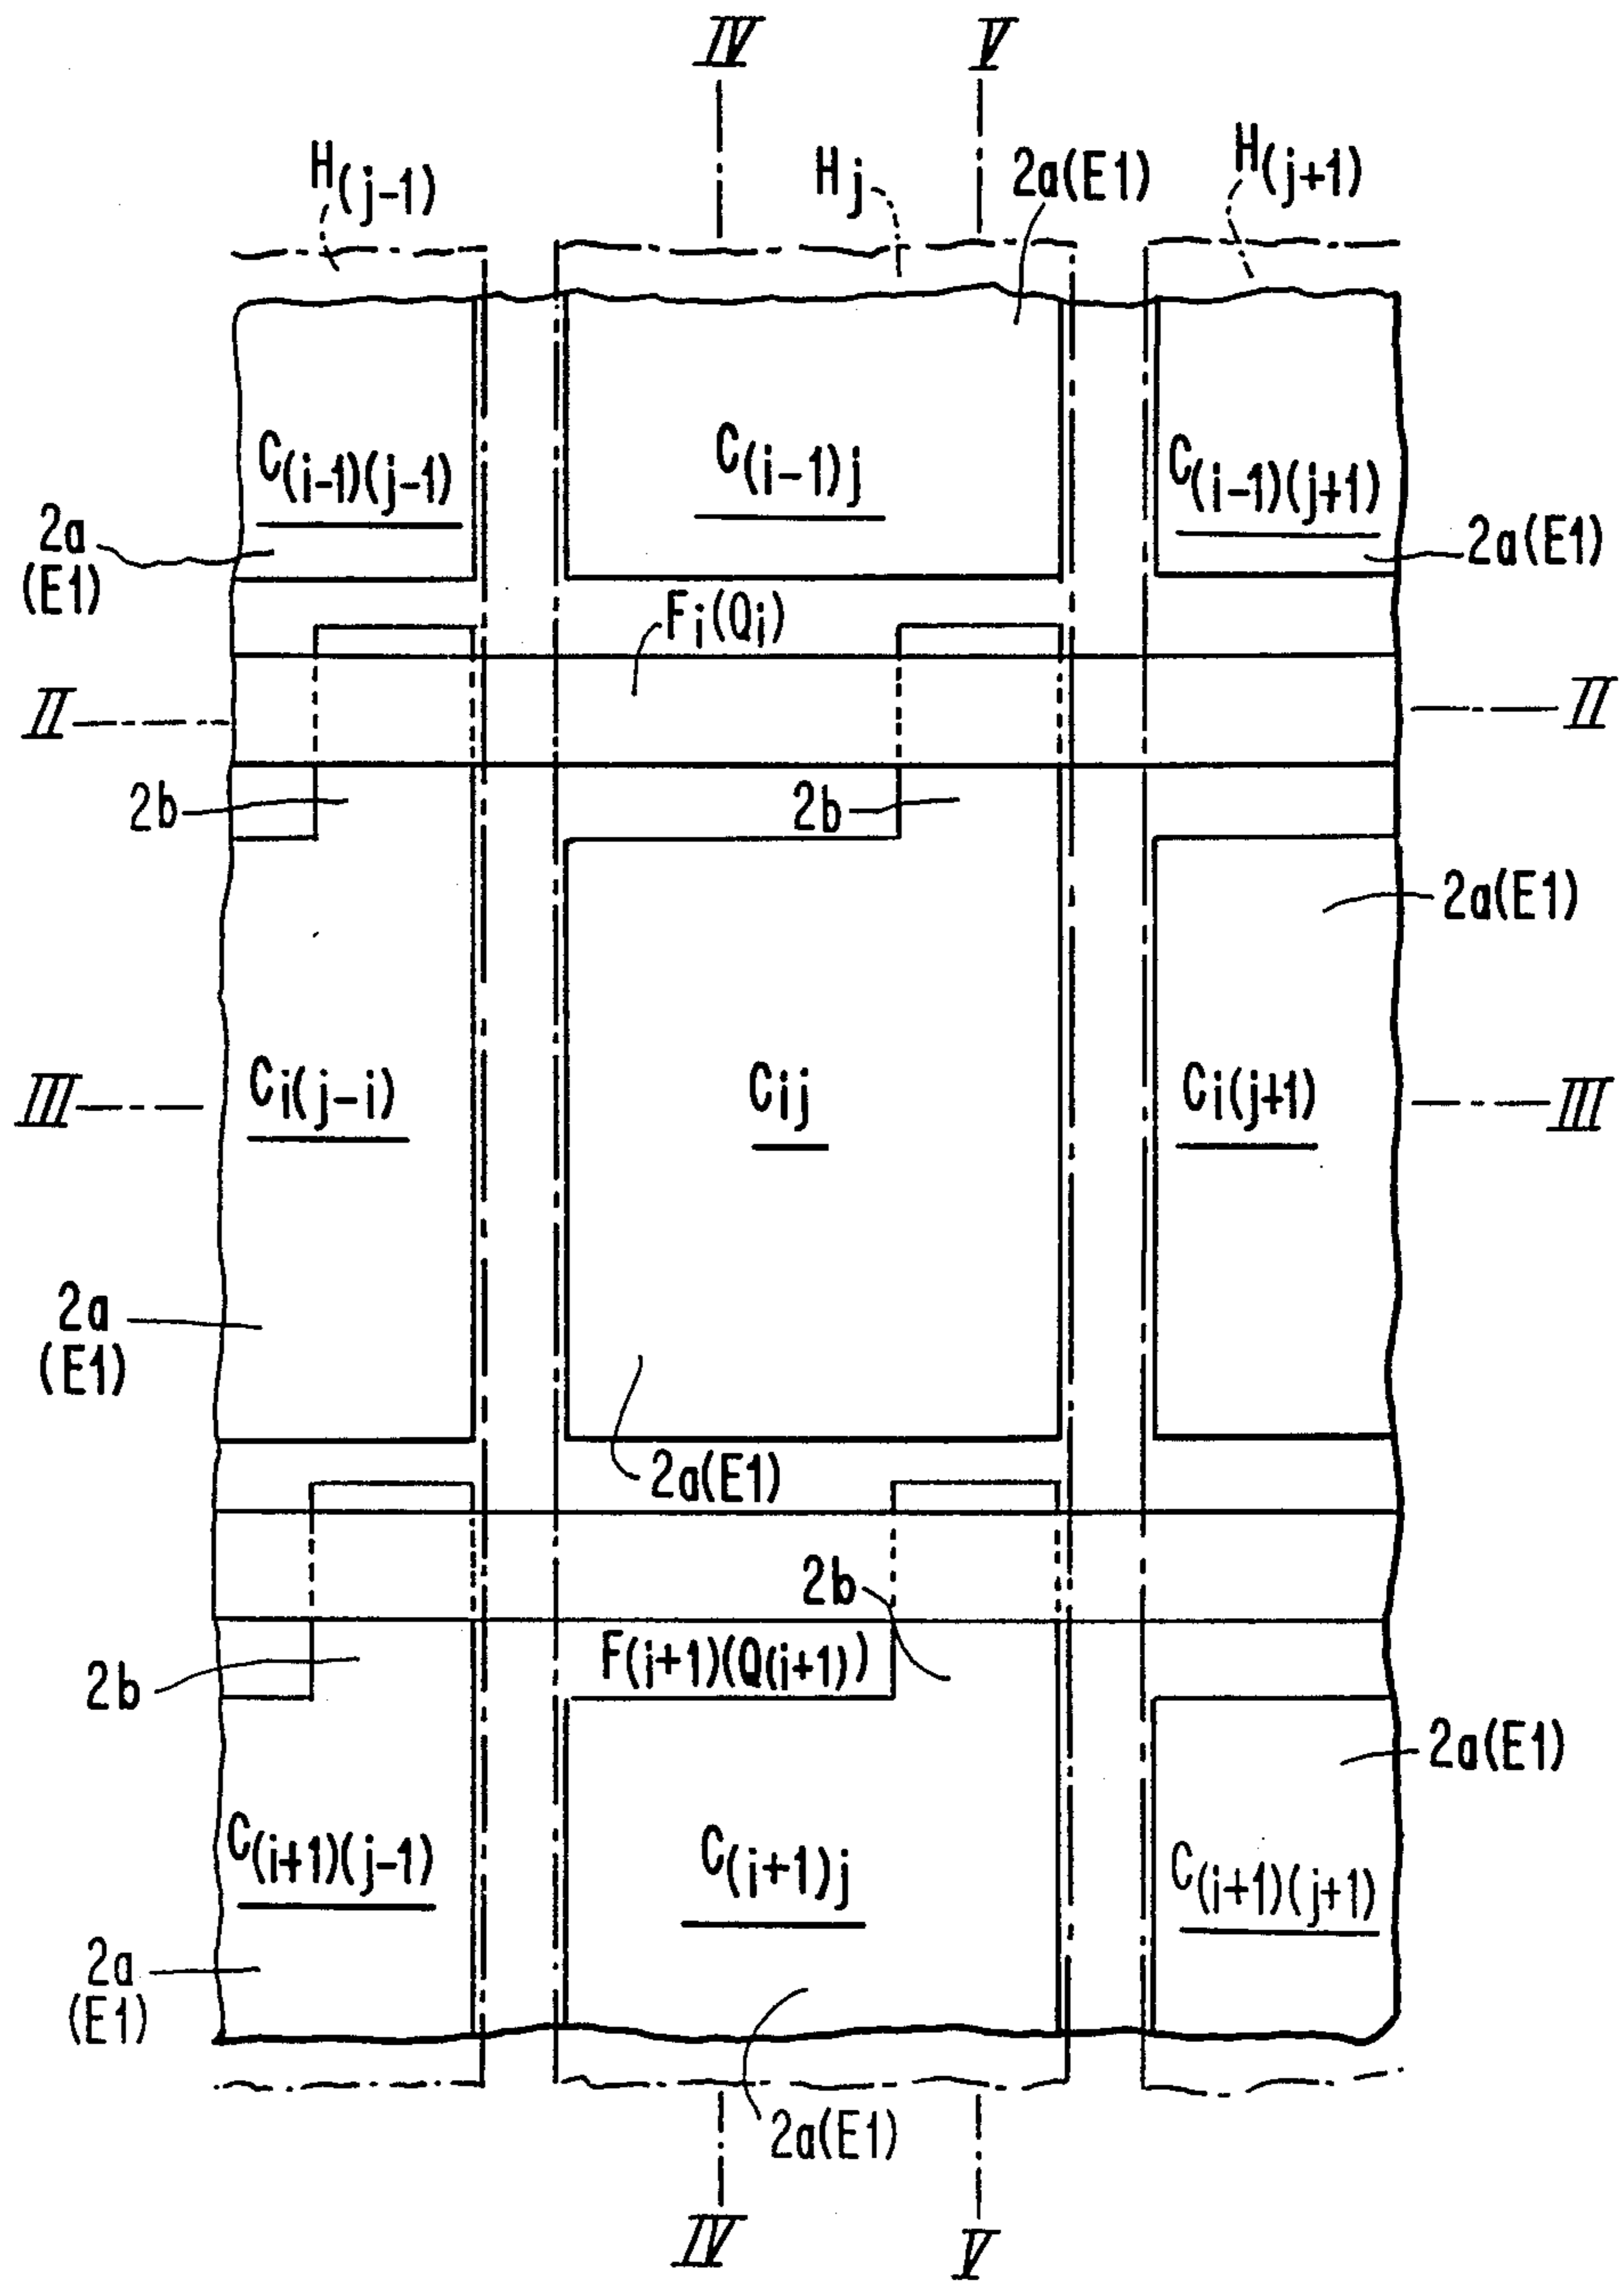 IV
V
H(j-1)
Hj
2a(E1)
H(j+1)
C(i-1)(j-1)
C(i-1)j
C(i-1)(j+1)
2a
(E1)
2a(E1)
Fi(Qi)
II
II
2b
2b
2a(E1)
III
Ci(j-i)
Cij
Ci(j+1)
III
2a
(E1)
2a(E1)
2b
2b
F(i+1)(Q(i+1))
2a(E1)
C(i+1)(j-1)
C(i+1)j
C(i+1)(j+1)
2a
(E1)
2a(E1)
IV
V